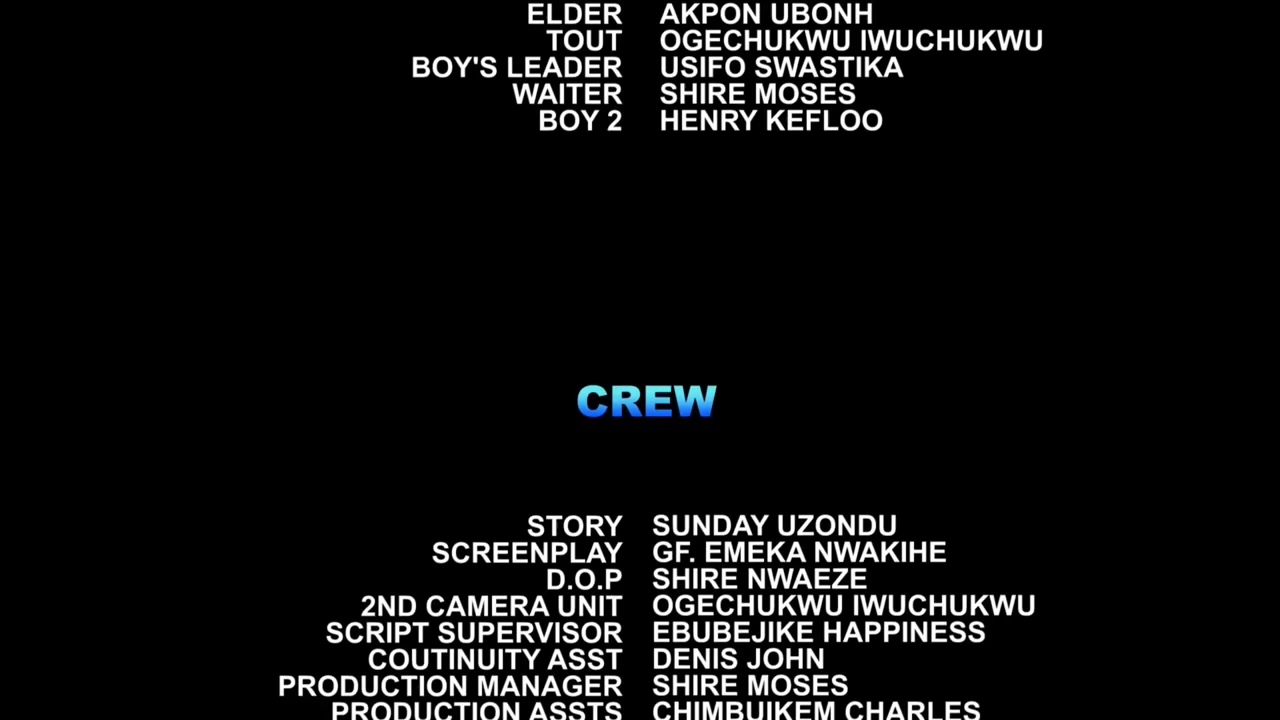 ELDER AKPON UBONH
TOUT OGECHUKWU IWUCHUKWU
BOY'S LEADER USIFO SWASTIKA
WAITER SHIRE MOSES
BOY 2 HENRY KEFLOO
CREW
STORY SUNDAY UZONDU
SCREENPLAY GF. EMEKA NWAKIHE
D.O.P SHIRE NWAEZE
2ND CAMERA UNIT OGECHUKWU IWUCHUKWU
SCRIPT SUPERVISOR EBUBEJIKE HAPPINESS
COUTINUITY ASST DENIS JOHN
PRODUCTION MANAGER SHIRE MOSES
PRODUCTION ASSTS CHIMBUIKEM CHARLES